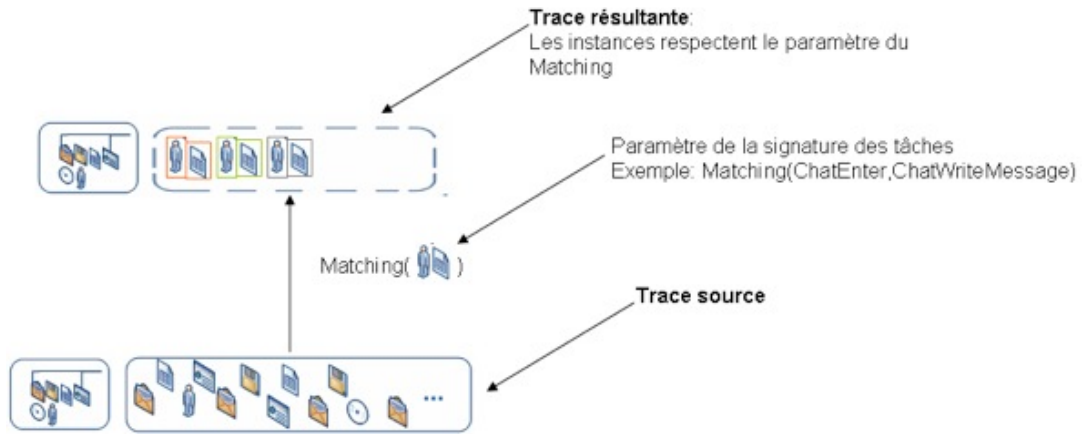 Trace résultante:
Les instances respectent le paramètre du
Matching
Paramètre de la signature des tâches
Exemple: Matching(ChatEnter,ChatWriteMessage)
Matching( )
Trace source
...